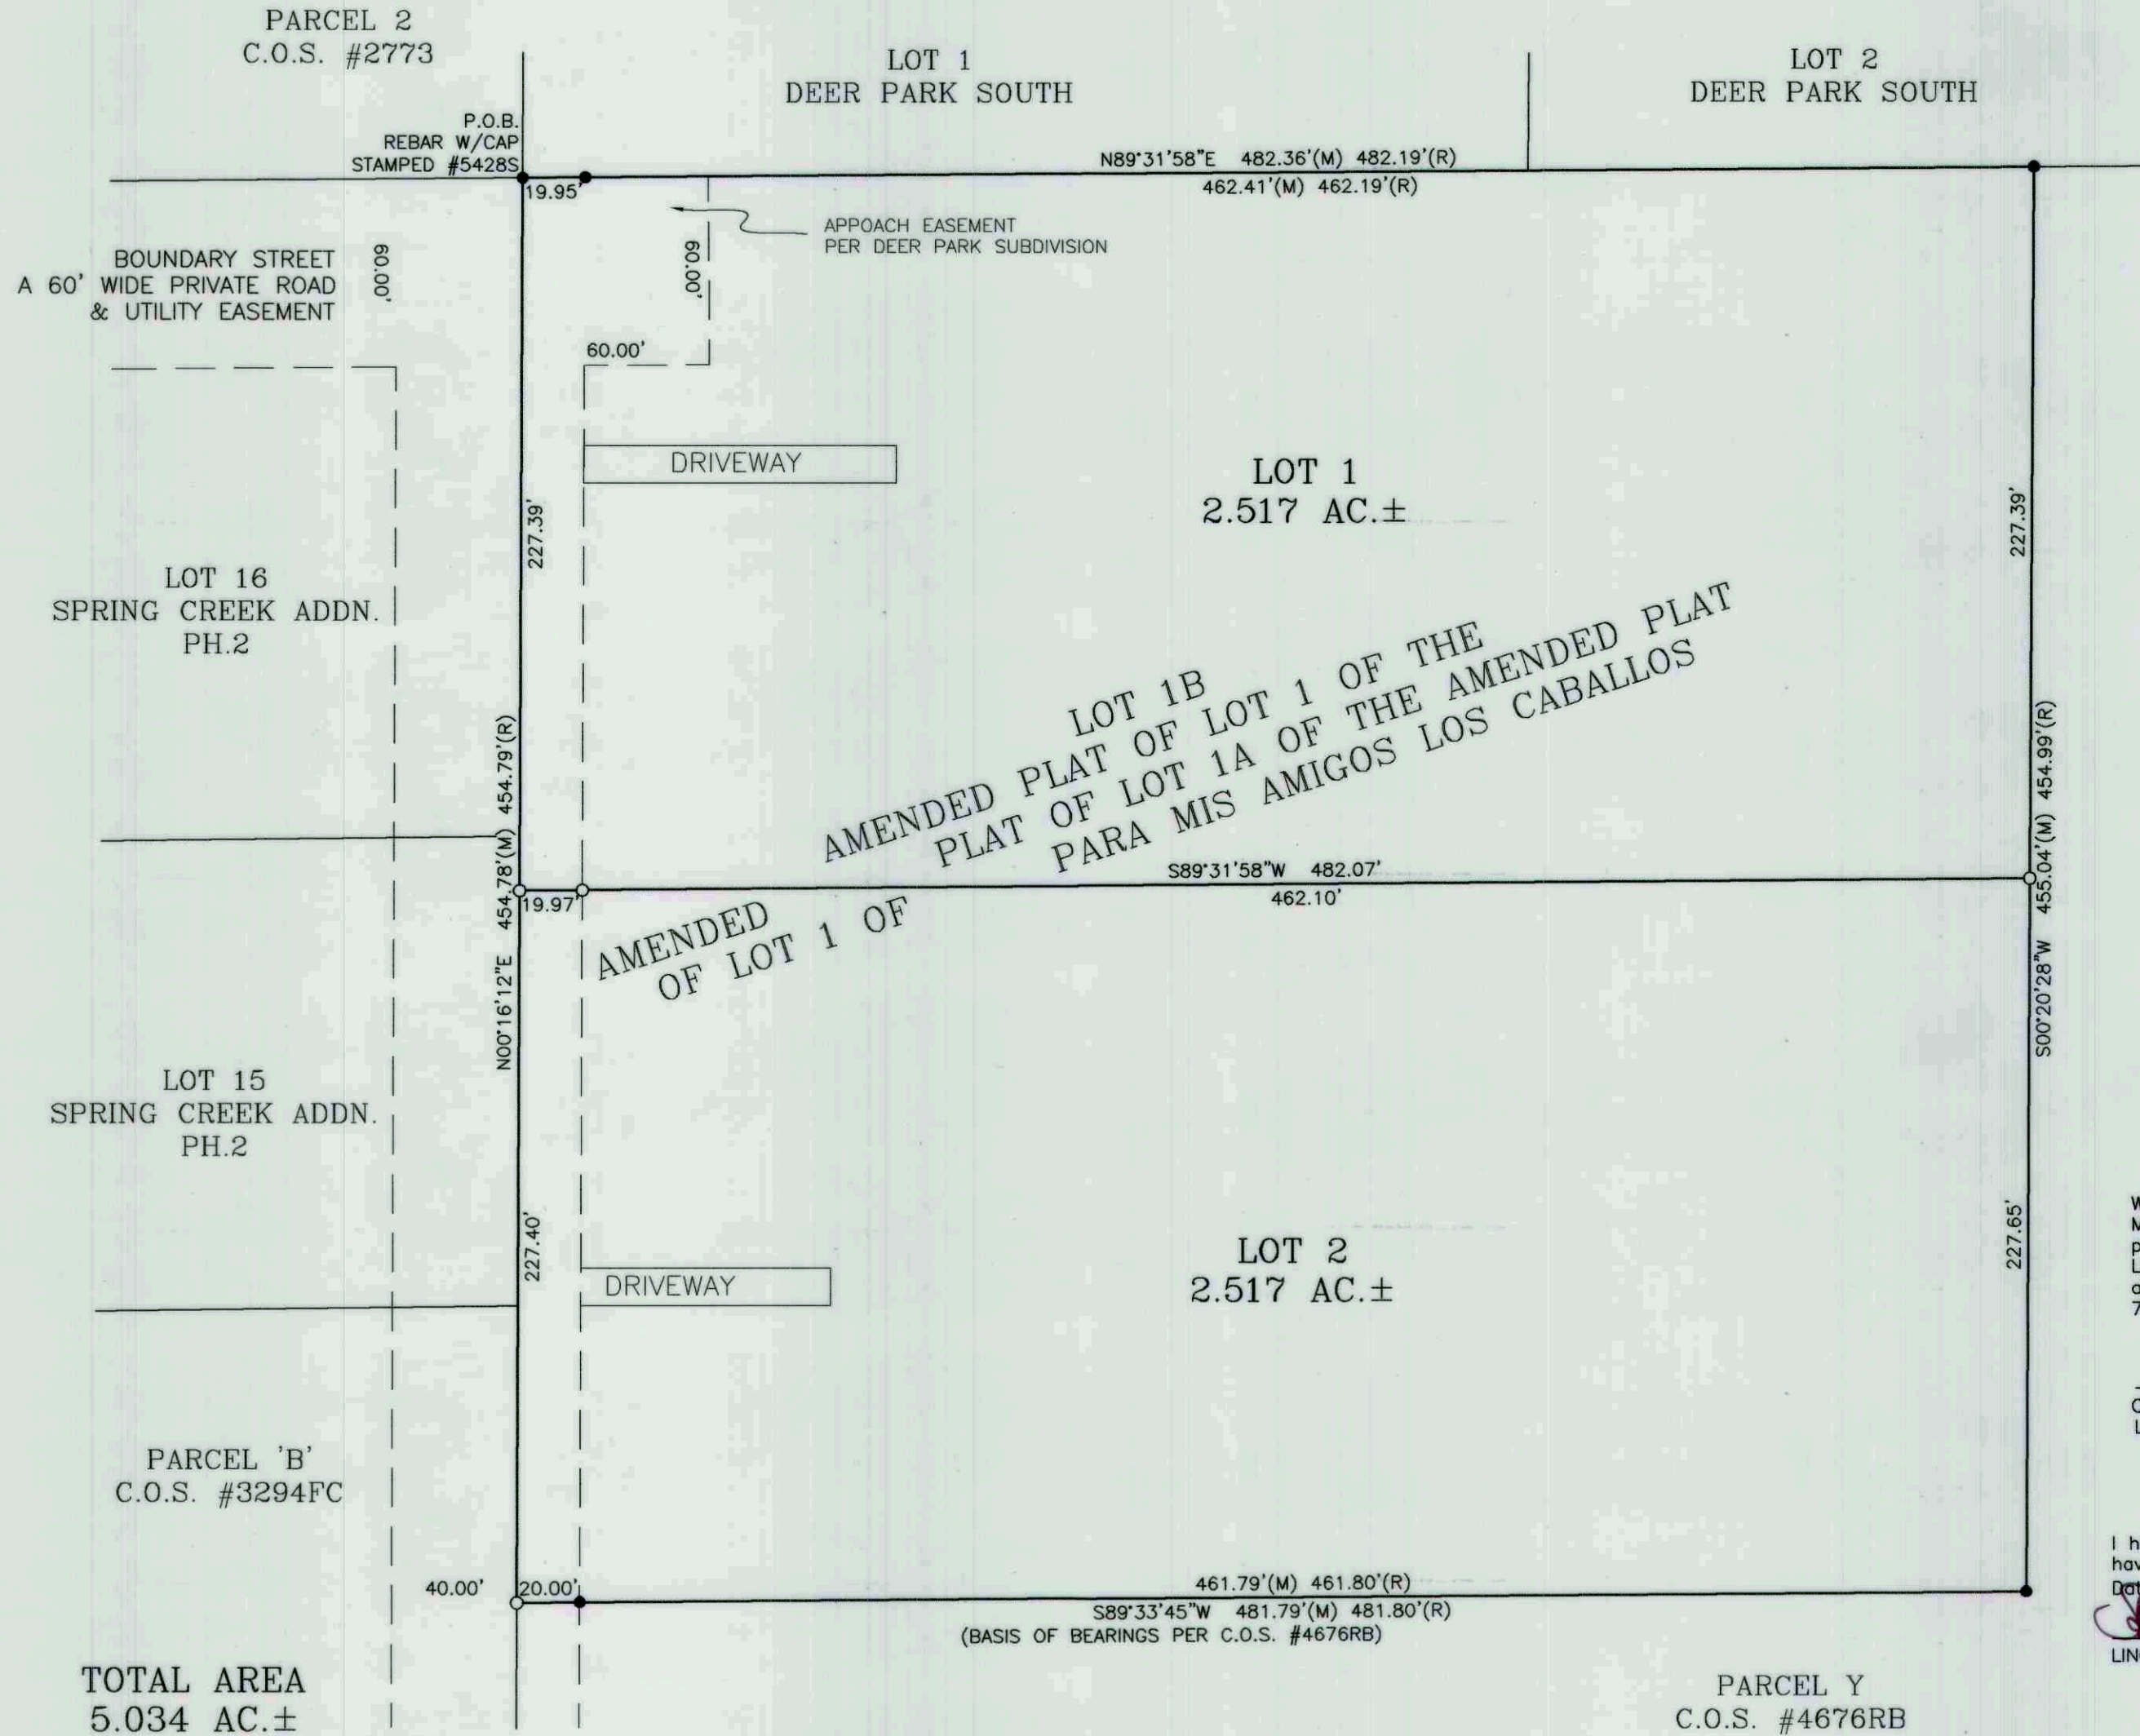 PARCEL 2
C.O.S. #2773
LOT 1
DEER PARK SOUTH
LOT 2
DEER PARK SOUTH
P.O.B.
REBAR W/CAP
STAMPED #5428S
N89°31'58"E 482.36'(M) 482.19'(R)
19.95'
462.41'(M) 462.19'(R)
APPOACH EASEMENT
PER DEER PARK SUBDIVISION
BOUNDARY STREET
A 60' WIDE PRIVATE ROAD
& UTILITY EASEMENT
60.00'
60.00'
60.00'
DRIVEWAY
LOT 1
2.517 AC.±
227.39'
227.39'
LOT 16
SPRING CREEK ADDN.
PH.2
LOT 1B
AMENDED PLAT OF LOT 1 OF THE
PLAT OF LOT 1A OF THE AMENDED PLAT
PARA MIS AMIGOS LOS CABALLOS
N00°16'12"E 454.78'(M) 454.79'(R)
S00°20'28"W 455.04'(M) 454.99'(R)
S89°31'58"W 482.07'
19.97'
462.10'
AMENDED
OF LOT 1 OF
LOT 15
SPRING CREEK ADDN.
PH.2
227.40'
227.65'
LOT 2
2.517 AC.±
DRIVEWAY
PARCEL 'B'
C.O.S. #3294FC
40.00'
20.00'
461.79'(M) 461.80'(R)
S89°33'45"W 481.79'(M) 481.80'(R)
(BASIS OF BEARINGS PER C.O.S. #4676RB)
TOTAL AREA
5.034 AC.±
PARCEL Y
C.O.S. #4676RB
I h
hav
LIN